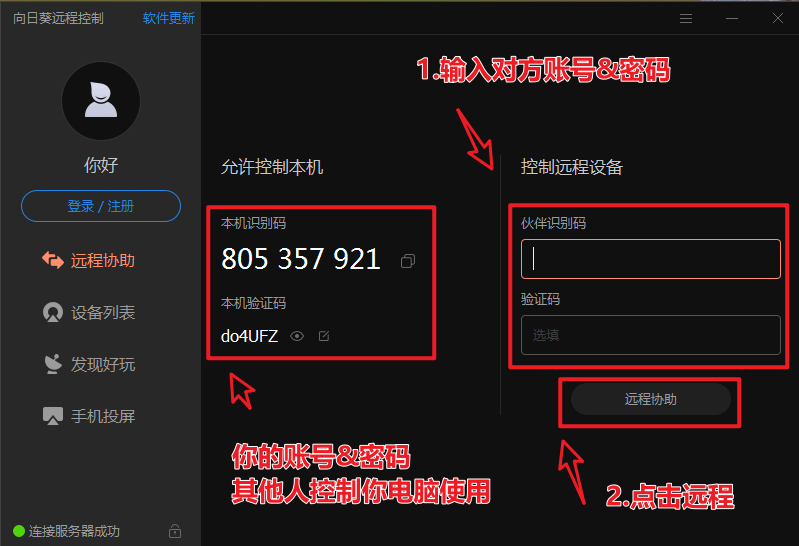 向日葵远程控制 软件更新
1.输入对方账号&密码
你好
允许控制本机
控制远程设备
登录 / 注册
本机识别码
伙伴识别码
805 357 921
远程协助
本机验证码
验证码
设备列表
do4UFZ
选填
发现好玩
远程协助
手机投屏
你的账号&密码
其他人控制你电脑使用
2.点击远程
连接服务器成功